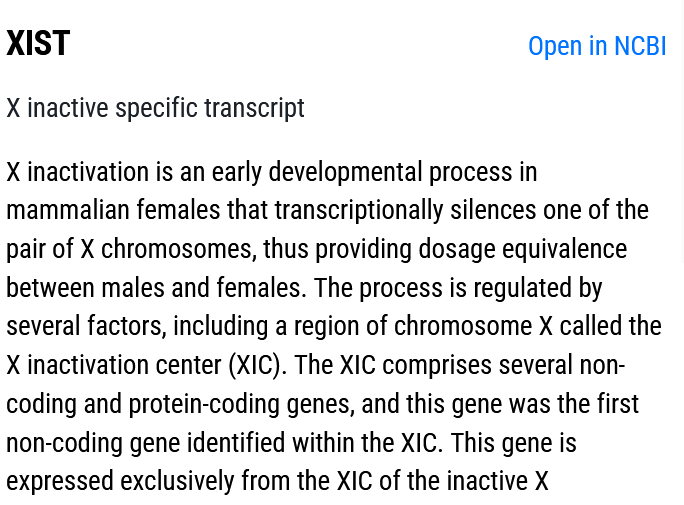 XIST
Open in NCBI
X inactive specific transcript
X inactivation is an early developmental process in
mammalian females that transcriptionally silences one of the
pair of X chromosomes, thus providing dosage equivalence
between males and females. The process is regulated by
several factors, including a region of chromosome X called the
X inactivation center (XIC). The XIC comprises several non-
coding and protein-coding genes, and this gene was the first
non-coding gene identified within the XIC. This gene is
expressed exclusively from the XIC of the inactive X